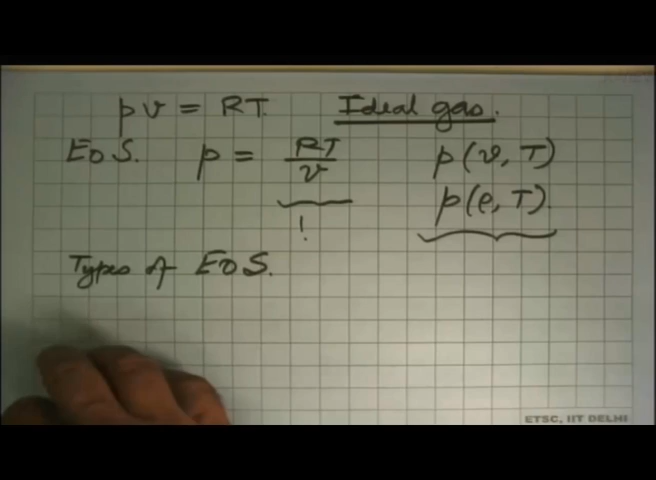 pv = RT. Ideal gas.
EoS. p = RT/v p(v, T)
! p(ρ, T).
Types of EoS.
ETSC, IIT DELHI